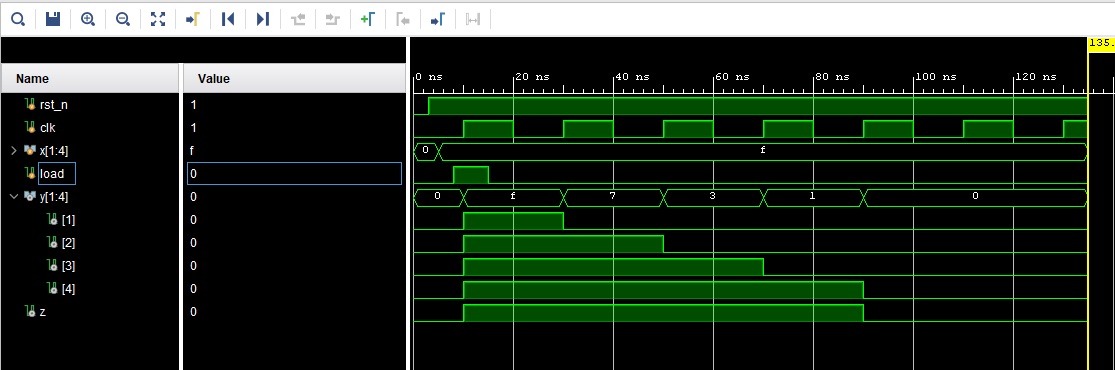 135.
0 ns 20 ns 40 ns 60 ns 80 ns 100 ns 120 ns
Name Value
rst_n 1
clk 1
x[1:4] f 0 f
load 0
y[1:4] 0 0 f 7 3 1 0
[1] 0
[2] 0
[3] 0
[4] 0
z 0